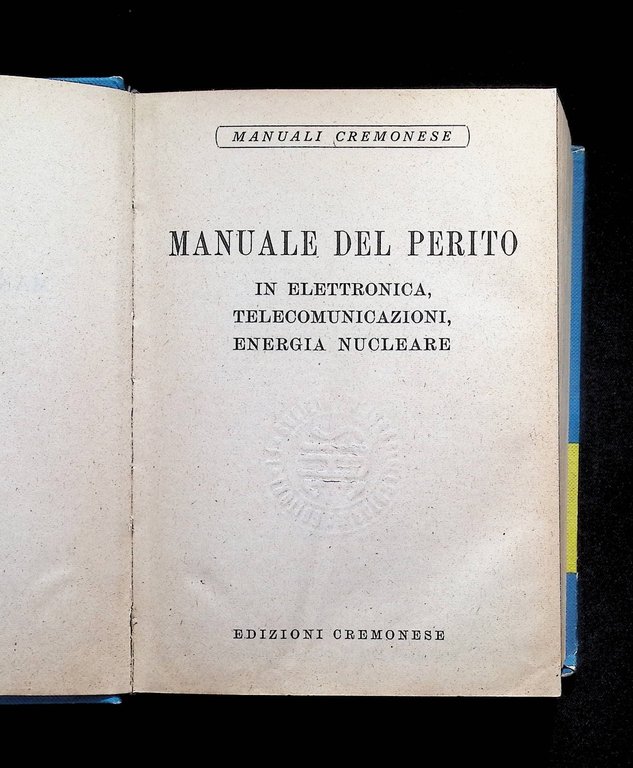 MANUALI CREMONESE
MANUALE DEL PERITO
IN ELETTRONICA,
TELECOMUNICAZIONI,
ENERGIA NUCLEARE
EDIZIONI CREMONESE